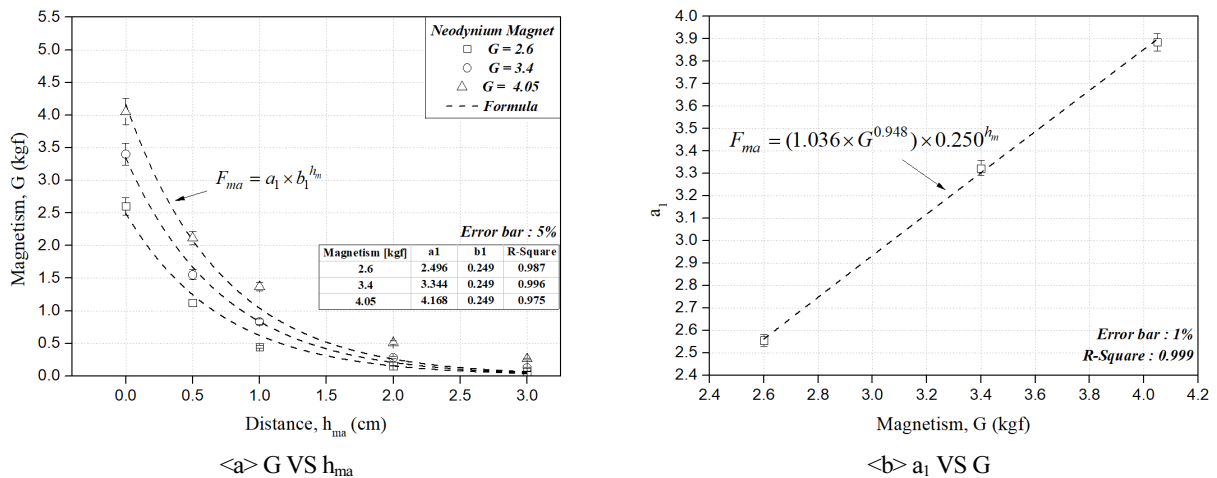 5.5
5.0
4.5
4.0
3.5
3.0
2.5
2.0
1.5
1.0
0.5
0.0
Magnetism, G (kgf)
Neodynium Magnet
G = 2.6
G = 3.4
G = 4.05
Formula
F_ma = a_1 × b_1^h_m
Error bar : 5%
Magnetism [kgf] a1 b1 R-Square
2.6 2.496 0.249 0.987
3.4 3.344 0.249 0.996
4.05 4.168 0.249 0.975
0.0 0.5 1.0 1.5 2.0 2.5 3.0
Distance, h_ma (cm)
<a> G VS h_ma
4.0
3.9
3.8
3.7
3.6
3.5
3.4
3.3
3.2
3.1
3.0
2.9
2.8
2.7
2.6
2.5
2.4
a_1
F_ma = (1.036 × G^0.948) × 0.250^h_m
Error bar : 1%
R-Square : 0.999
2.4 2.6 2.8 3.0 3.2 3.4 3.6 3.8 4.0 4.2
Magnetism, G (kgf)
<b> a_1 VS G